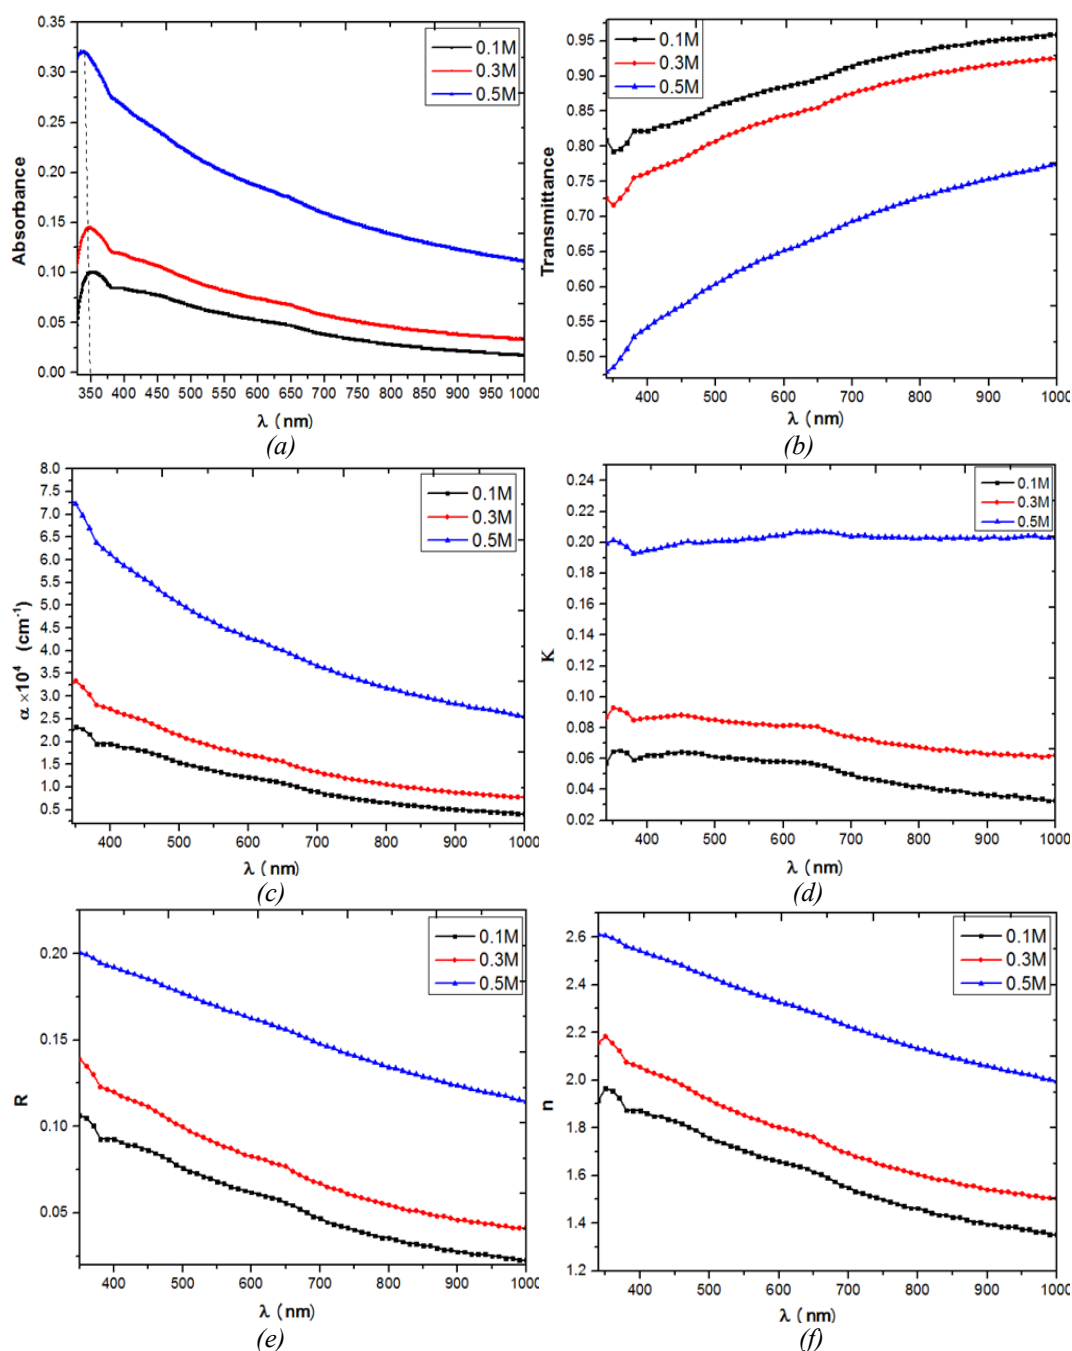 0.35
0.30
0.25
0.20
0.15
0.10
0.05
0.00
Absorbance
0.1M
0.3M
0.5M
350 400 450 500 550 600 650 700 750 800 850 900 950 1000
λ ( nm)
(a)
0.95
0.90
0.85
0.80
0.75
0.70
0.65
0.60
0.55
0.50
Transmittance
0.1M
0.3M
0.5M
400 500 600 700 800 900 1000
λ ( nm)
(b)
8.0
7.5
7.0
6.5
6.0
5.5
5.0
4.5
4.0
3.5
3.0
2.5
2.0
1.5
1.0
0.5
α ×10⁴ (cm⁻¹)
0.1M
0.3M
0.5M
400 500 600 700 800 900 1000
λ ( nm)
(c)
0.24
0.22
0.20
0.18
0.16
0.14
0.12
0.10
0.08
0.06
0.04
0.02
K
0.1M
0.3M
0.5M
400 500 600 700 800 900 1000
λ ( nm)
(d)
0.20
0.15
0.10
0.05
R
0.1M
0.3M
0.5M
400 500 600 700 800 900 1000
λ ( nm)
(e)
2.6
2.4
2.2
2.0
1.8
1.6
1.4
1.2
n
0.1M
0.3M
0.5M
400 500 600 700 800 900 1000
λ ( nm)
(f)